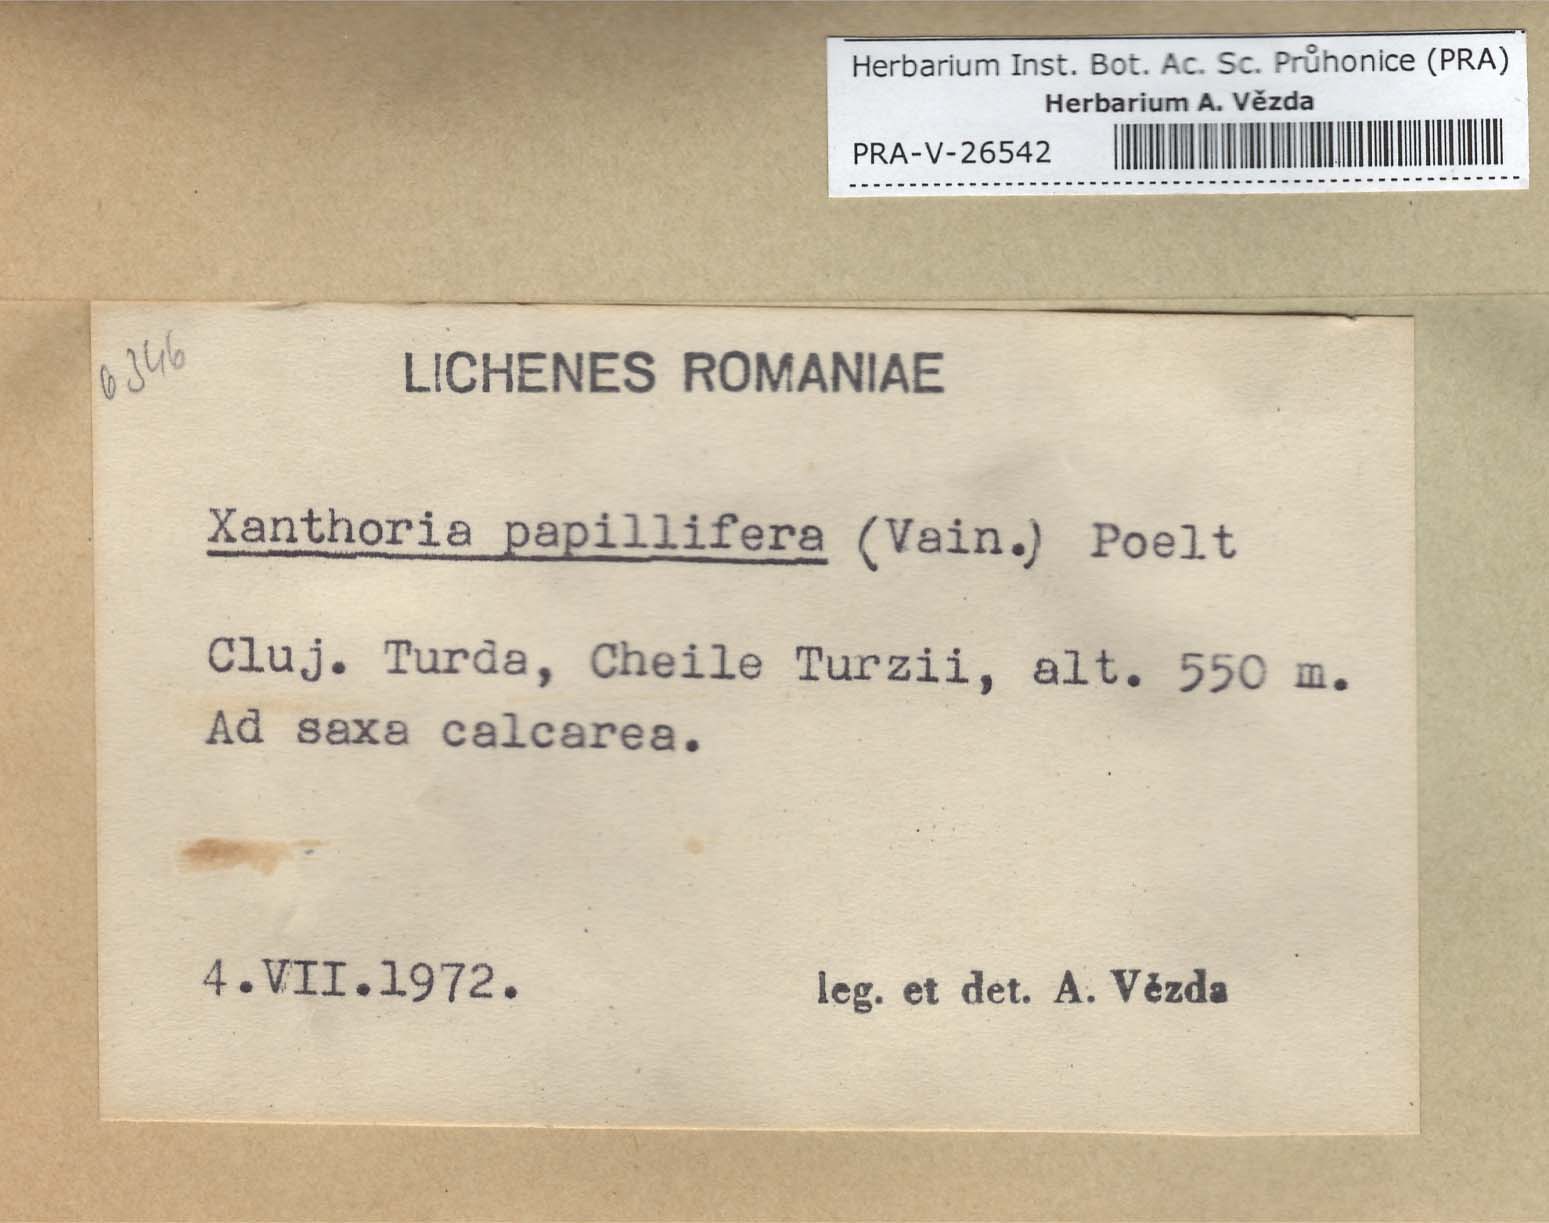 Herbarium Inst. Bot. Ac. Sc. Průhonice (PRA)
Herbarium A. Vězda
PRA-V-26542
6346
LICHENES ROMANIAE
Xanthoria papillifera (Vain.) Poelt
Cluj. Turda, Cheile Turzii, alt. 550 m.
Ad saxa calcarea.
4.VII.1972.
leg. et det. A. Vězda